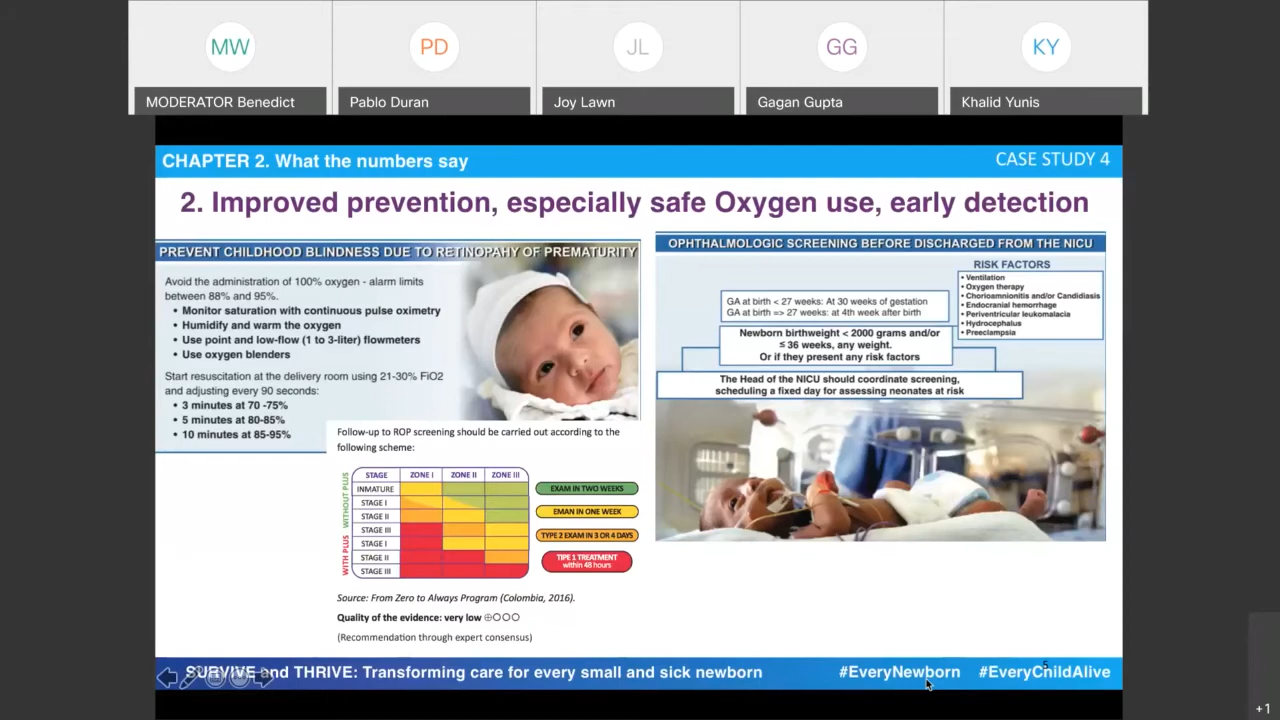 MW
PD
JL
GG
KY
MODERATOR Benedict
Pablo Duran
Joy Lawn
Gagan Gupta
Khalid Yunis
CHAPTER 2. What the numbers say
CASE STUDY 4
2. Improved prevention, especially safe Oxygen use, early detection
PREVENT CHILDHOOD BLINDNESS DUE TO RETINOPAHY OF PREMATURITY
Avoid the administration of 100% oxygen - alarm limits
between 88% and 95%.
• Monitor saturation with continuous pulse oximetry
• Humidify and warm the oxygen
• Use point and low-flow (1 to 3-liter) flowmeters
• Use oxygen blenders
Start resuscitation at the delivery room using 21-30% FiO2
and adjusting every 90 seconds:
• 3 minutes at 70 -75%
• 5 minutes at 80-85%
• 10 minutes at 85-95%
Follow-up to ROP screening should be carried out according to the
following scheme:
STAGE ZONE I ZONE II ZONE III
WITHOUT PLUS
INMATURE
STAGE I
STAGE II
STAGE III
WITH PLUS
STAGE I
STAGE II
STAGE III
EXAM IN TWO WEEKS
EMAN IN ONE WEEK
TYPE 2 EXAM IN 3 OR 4 DAYS
TIPE 1 TREATMENT
within 48 hours
Source: From Zero to Always Program (Colombia, 2016).
Quality of the evidence: very low ⊕○○○
(Recommendation through expert consensus)
OPHTHALMOLOGIC SCREENING BEFORE DISCHARGED FROM THE NICU
RISK FACTORS
• Ventilation
• Oxygen therapy
• Chorioamnionitis and/or Candidiasis
• Endocranial hemorrhage
• Periventricular leukomalacia
• Hydrocephalus
• Preeclampsia
GA at birth < 27 weeks: At 30 weeks of gestation
GA at birth => 27 weeks: at 4th week after birth
Newborn birthweight < 2000 grams and/or
≤ 36 weeks, any weight.
Or if they present any risk factors
The Head of the NICU should coordinate screening,
scheduling a fixed day for assessing neonates at risk
5
SURVIVE and THRIVE: Transforming care for every small and sick newborn
#EveryNewborn #EveryChildAlive
+1